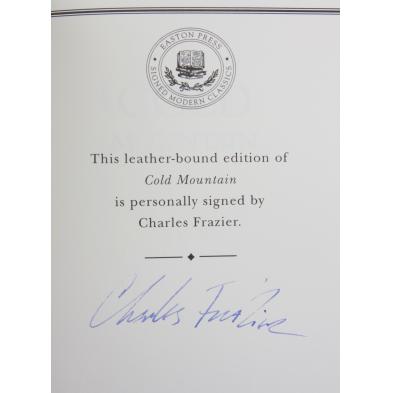 EASTON PRESS
SIGNED MODERN CLASSICS
This leather-bound edition of
Cold Mountain
is personally signed by
Charles Frazier.
Charles Frazier